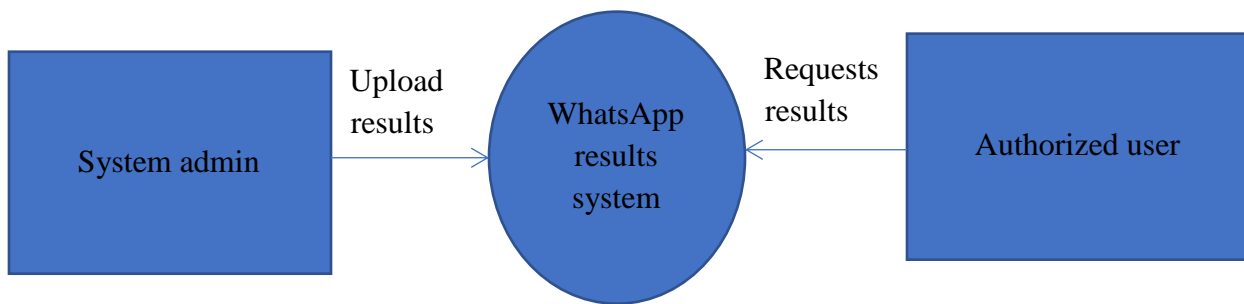 System admin
Upload
results
WhatsApp
results
system
Requests
results
Authorized user